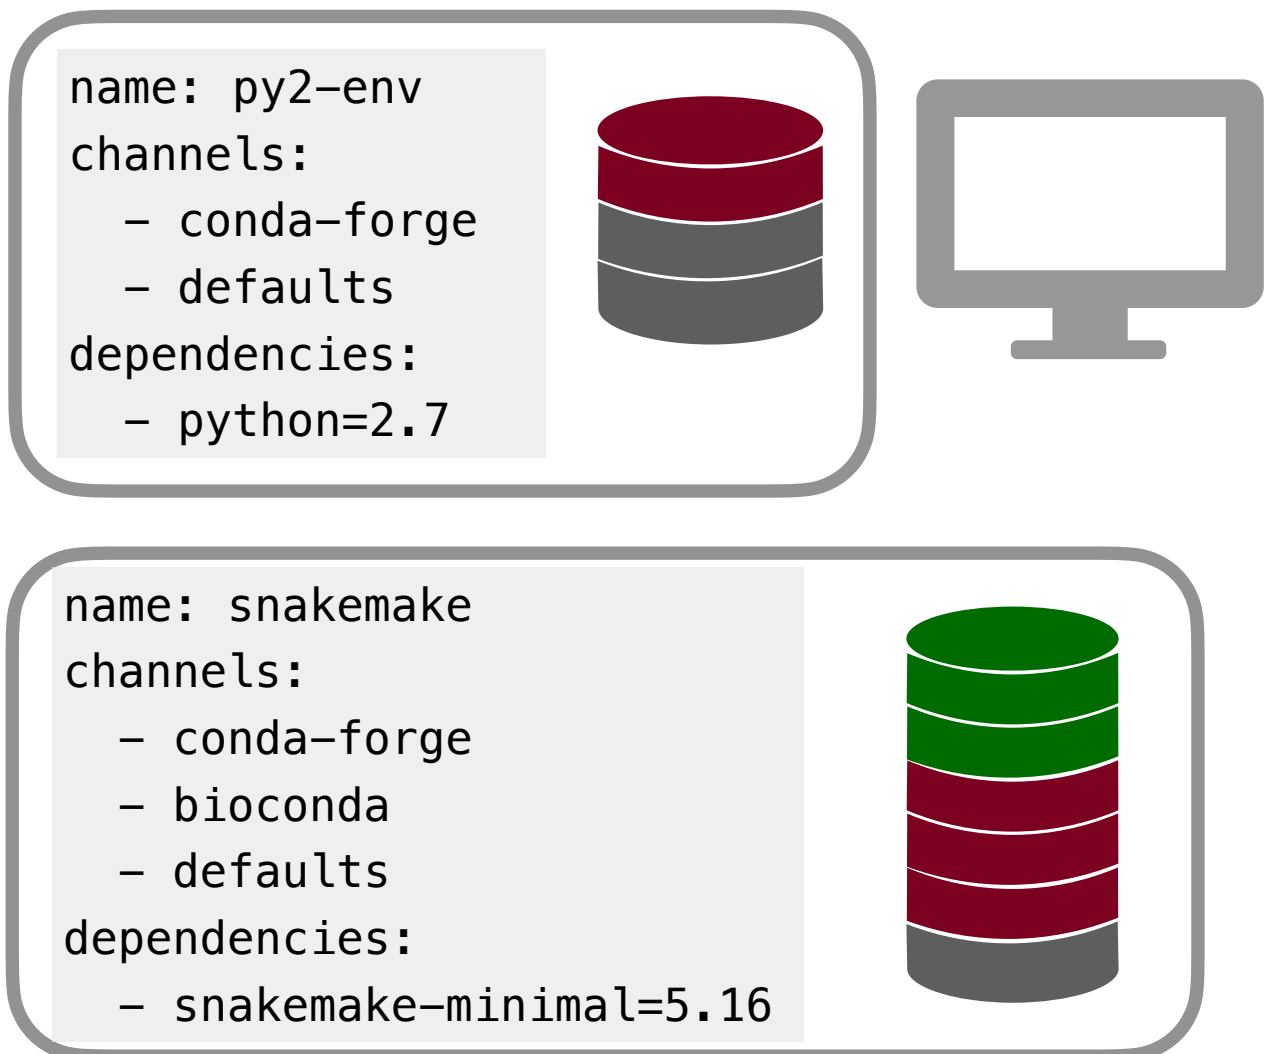 name: py2-env
channels:
  - conda-forge
  - defaults
dependencies:
  - python=2.7
name: snakemake
channels:
  - conda-forge
  - bioconda
  - defaults
dependencies:
  - snakemake-minimal=5.16